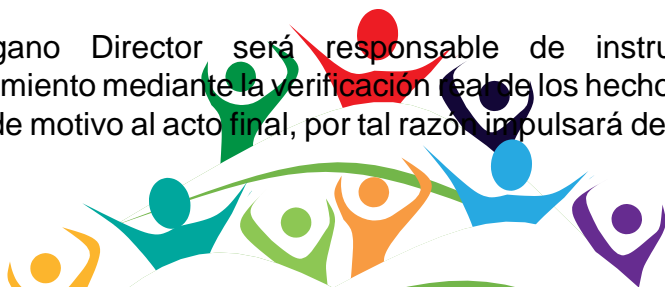 gano Director será responsable de instru
miento mediante la verificación real de los hecho
de motivo al acto final, por tal razón impulsará de